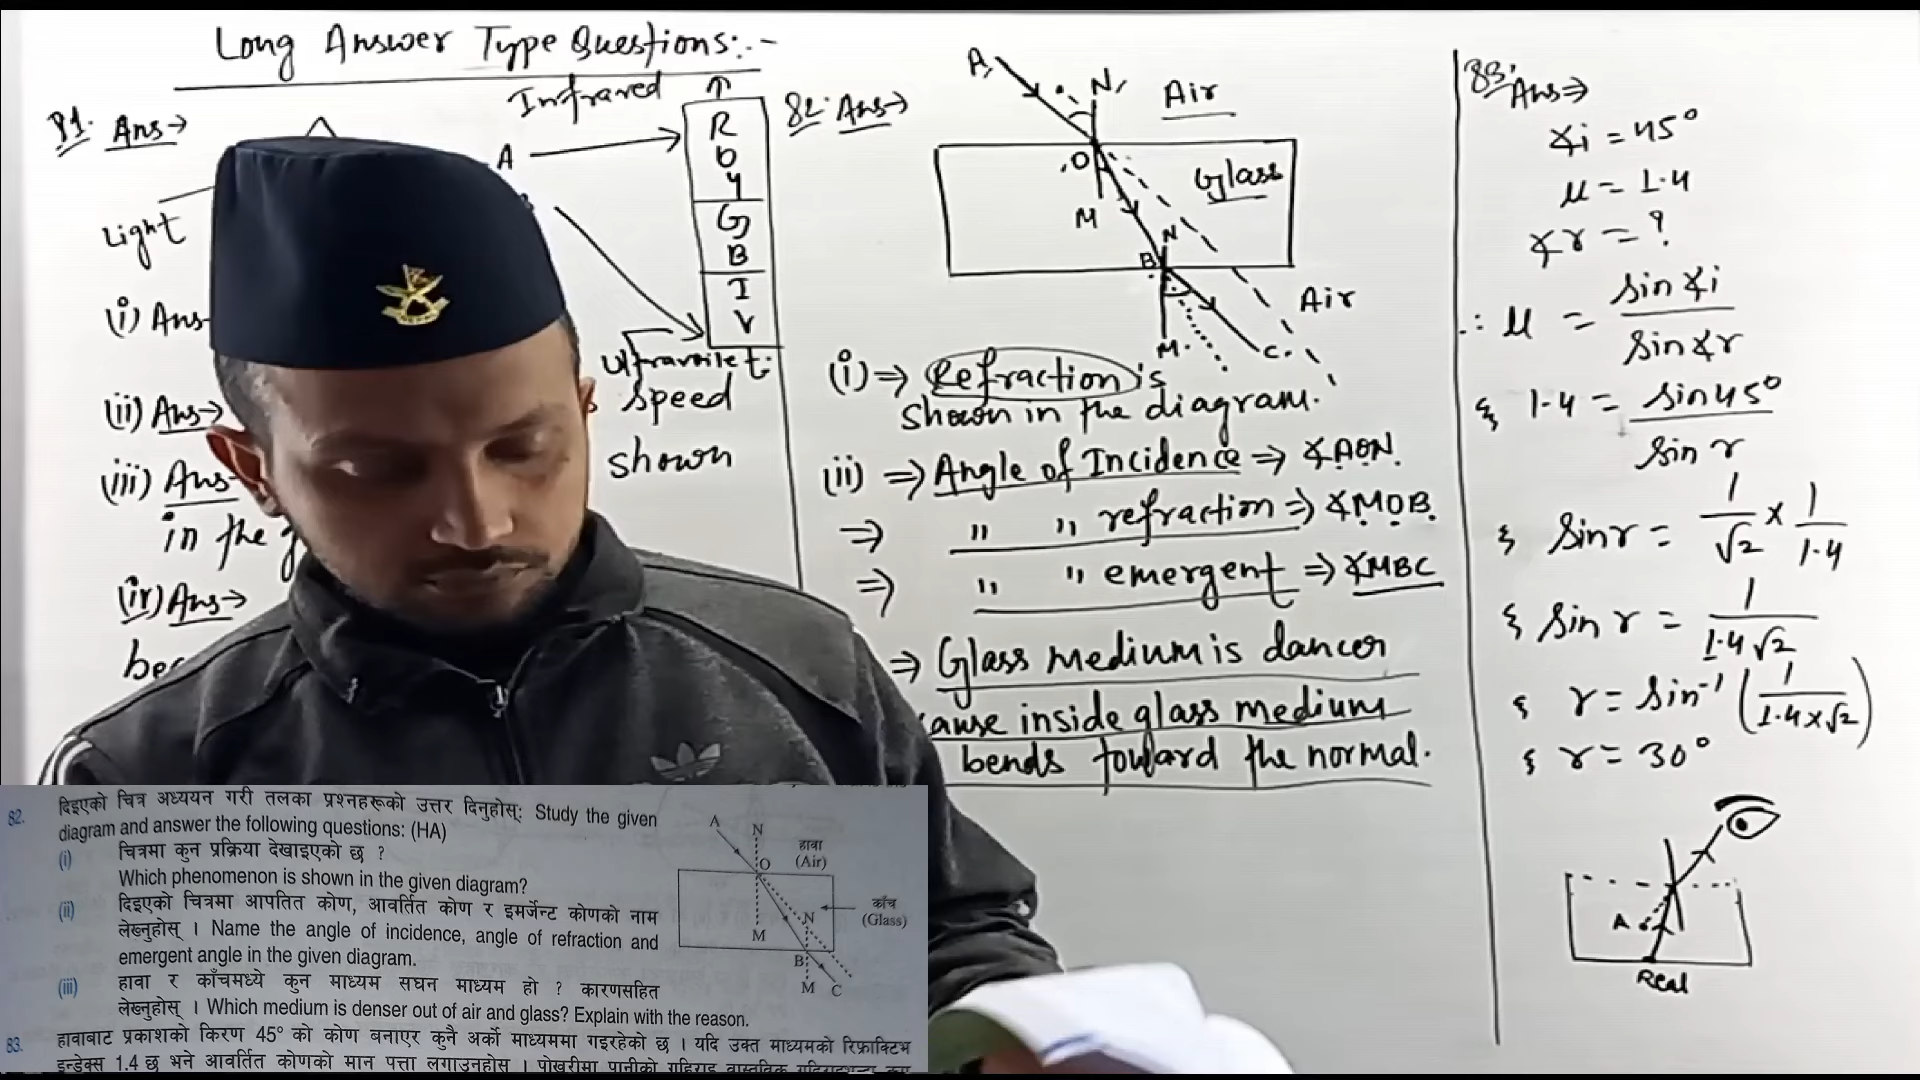 Long Answer Type Questions:-
81. Ans→
Infrared
A
R
O
Y
G
B
I
V
Light
Ultraviolet
(i) Ans
(ii) Ans→
speed
(iii) Ans
shown
in the
(iv) Ans→
bec
82. Ans→
A
N
Air
O
Glass
M
N
B
Air
M
C
(i) ⇒ Refraction is
shown in the diagram.
(ii) ⇒ Angle of Incidence ⇒ ∡AON.
⇒ " " refraction ⇒ ∡MOB.
⇒ " " emergent ⇒ ∡MBC
⇒ Glass medium is dancer
ause inside glass medium
bends toward the normal.
83. Ans⇒
∡i = 45°
μ = 1.4
∡r = ?
∴ μ = sin∡i / sin∡r
1.4 = sin45° / sin r
sin r = 1/√2 × 1/1.4
sin r = 1/1.4√2
r = sin⁻¹ (1/1.4×√2)
r = 30°
A
Real
82. दिइएको चित्र अध्ययन गरी तलका प्रश्नहरूको उत्तर दिनुहोस्: Study the given
diagram and answer the following questions: (HA)
(i) चित्रमा कुन प्रक्रिया देखाइएको छ ?
Which phenomenon is shown in the given diagram?
(ii) दिइएको चित्रमा आपतित कोण, आवर्तित कोण र इमर्जेन्ट कोणको नाम
लेख्नुहोस् । Name the angle of incidence, angle of refraction and
emergent angle in the given diagram.
(iii) हावा र काँचमध्ये कुन माध्यम सघन माध्यम हो ? कारणसहित
लेख्नुहोस् । Which medium is denser out of air and glass? Explain with the reason.
A
N
हावा
(Air)
O
काँच
(Glass)
N
M
B
M C
83. हावाबाट प्रकाशको किरण 45° को कोण बनाएर कुनै अर्को माध्यममा गइरहेको छ । यदि उक्त माध्यमको रिफ्राक्टिभ
इन्डेक्स 1.4 छ भने आवर्तित कोणको मान पत्ता लगाउनुहोस् । पोखरीमा पानीको गहिराइ